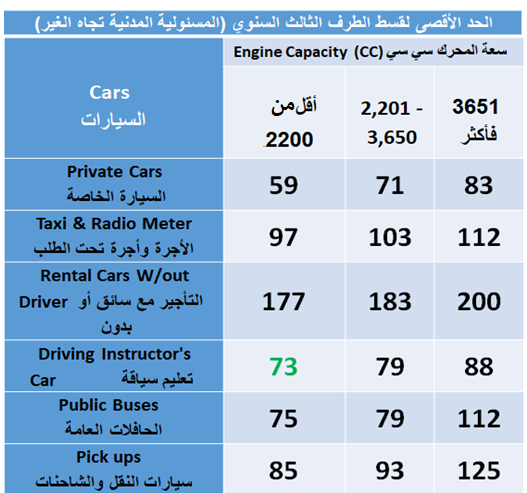 الحد الأقصى لقسط الطرف الثالث السنوي (المسئولية المدنية تجاه الغير)
Cars
السيارات
سعة المحرك سي سي Engine Capacity (CC)
أقل من
2200
2,201 -
3,650
3651
فأكثر
Private Cars
السيارة الخاصة
59 71 83
Taxi & Radio Meter
الأجرة وأجرة تحت الطلب
97 103 112
Rental Cars W/out
Driver التأجير مع سائق أو
بدون
177 183 200
Driving Instructor's
Car تعليم سياقة
73 79 88
Public Buses
الحافلات العامة
75 79 112
Pick ups
سيارات النقل والشاحنات
85 93 125